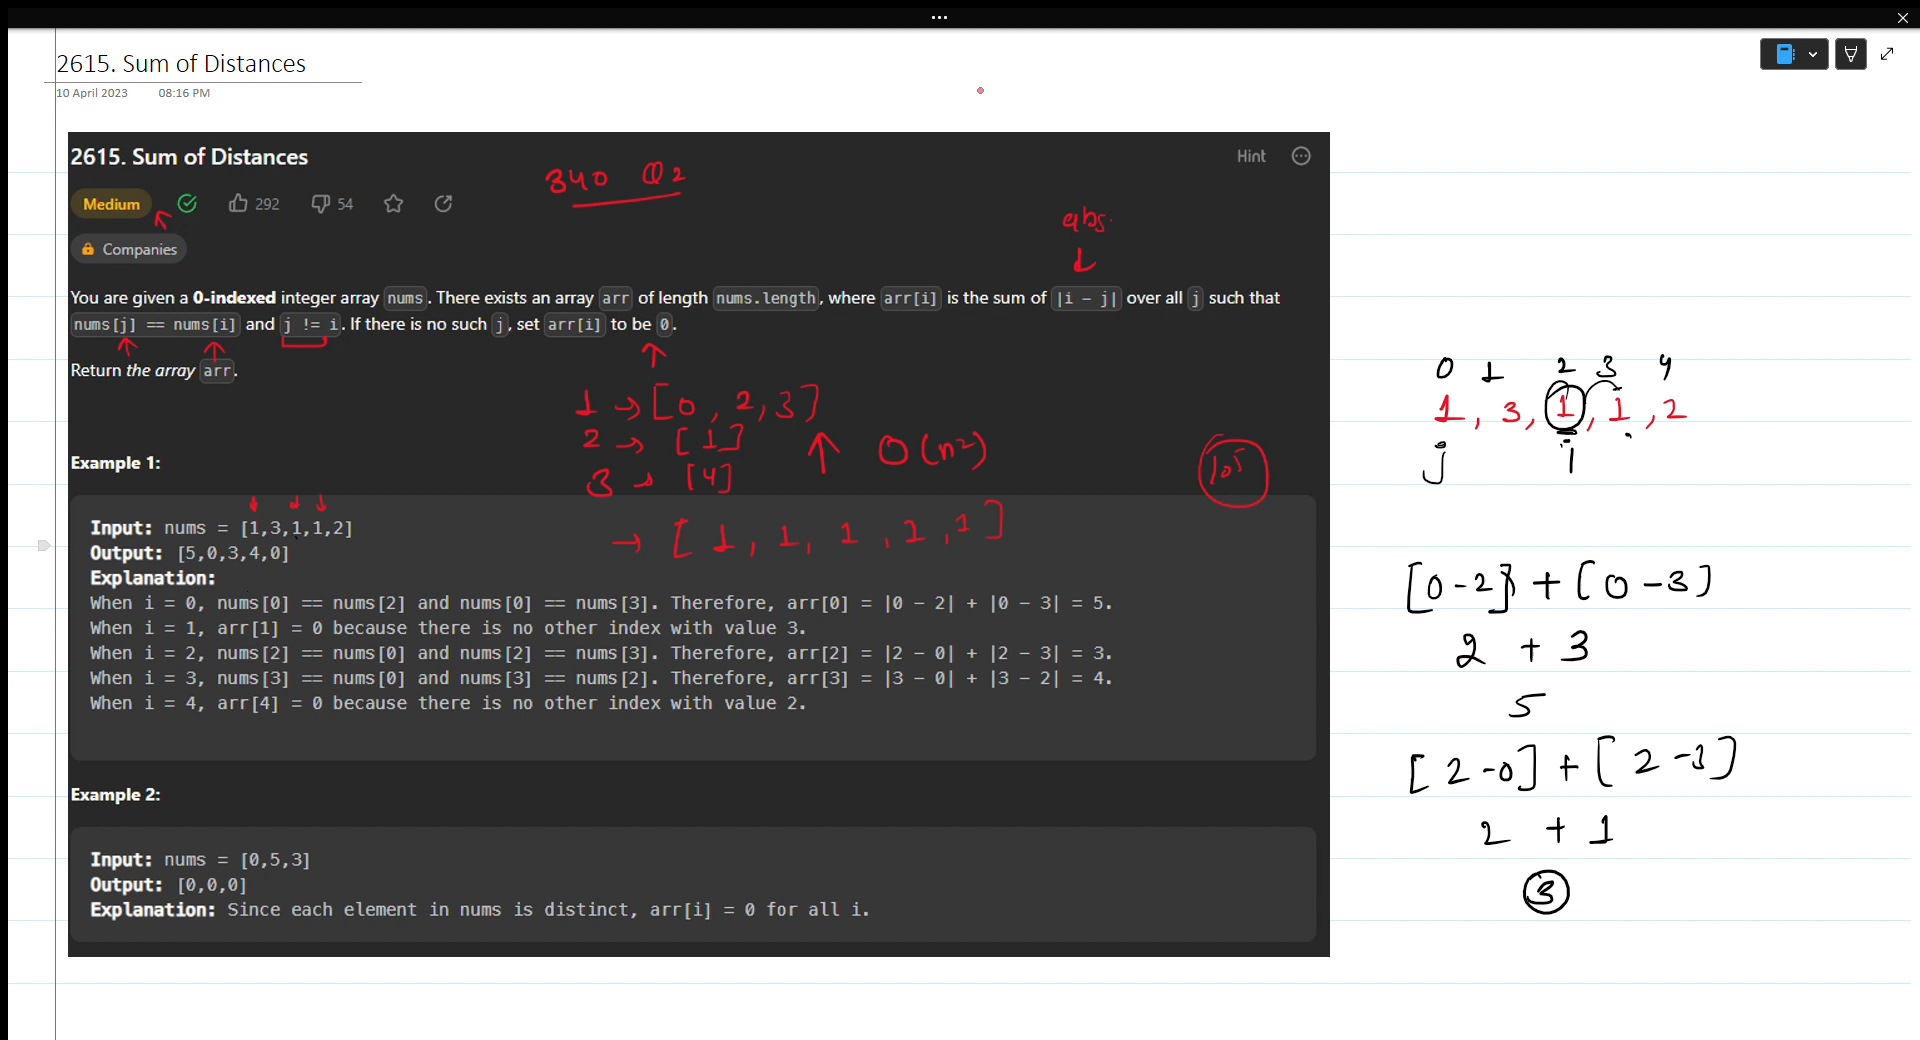 2615. Sum of Distances
10 April 2023 08:16 PM
2615. Sum of Distances
Hint
340 Q2
Medium
292
54
abs.
Companies
You are given a 0-indexed integer array nums. There exists an array arr of length nums.length, where arr[i] is the sum of |i - j| over all j such that
nums[j] == nums[i] and j != i. If there is no such j, set arr[i] to be 0.
Return the array arr.
1 → [0, 2, 3]
2 → [1]
3 → [4]
O(n²)
10⁵
→ [1, 1, 1, 1, 1]
Example 1:
Input: nums = [1,3,1,1,2]
Output: [5,0,3,4,0]
Explanation:
When i = 0, nums[0] == nums[2] and nums[0] == nums[3]. Therefore, arr[0] = |0 - 2| + |0 - 3| = 5.
When i = 1, arr[1] = 0 because there is no other index with value 3.
When i = 2, nums[2] == nums[0] and nums[2] == nums[3]. Therefore, arr[2] = |2 - 0| + |2 - 3| = 3.
When i = 3, nums[3] == nums[0] and nums[3] == nums[2]. Therefore, arr[3] = |3 - 0| + |3 - 2| = 4.
When i = 4, arr[4] = 0 because there is no other index with value 2.
Example 2:
Input: nums = [0,5,3]
Output: [0,0,0]
Explanation: Since each element in nums is distinct, arr[i] = 0 for all i.
0 1 2 3 4
1, 3, 1, 1, 2
j i
[0-2] + [0-3]
2 + 3
5
[2-0] + [2-3]
2 + 1
3